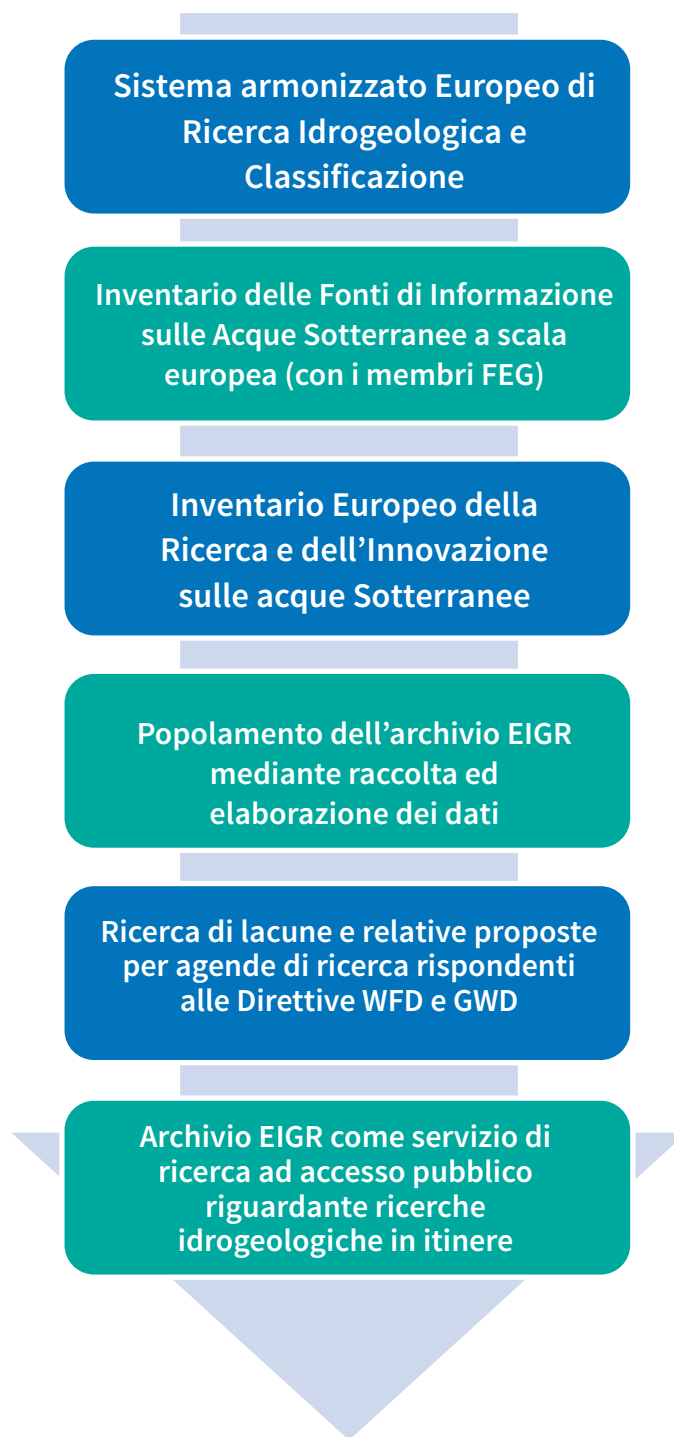 Sistema armonizzato Europeo di
Ricerca Idrogeologica e
Classificazione
Inventario delle Fonti di Informazione
sulle Acque Sotterranee a scala
europea (con i membri FEG)
Inventario Europeo della
Ricerca e dell’Innovazione
sulle acque Sotterranee
Popolamento dell’archivio EIGR
mediante raccolta ed
elaborazione dei dati
Ricerca di lacune e relative proposte
per agende di ricerca rispondenti
alle Direttive WFD e GWD
Archivio EIGR come servizio di
ricerca ad accesso pubblico
riguardante ricerche
idrogeologiche in itinere